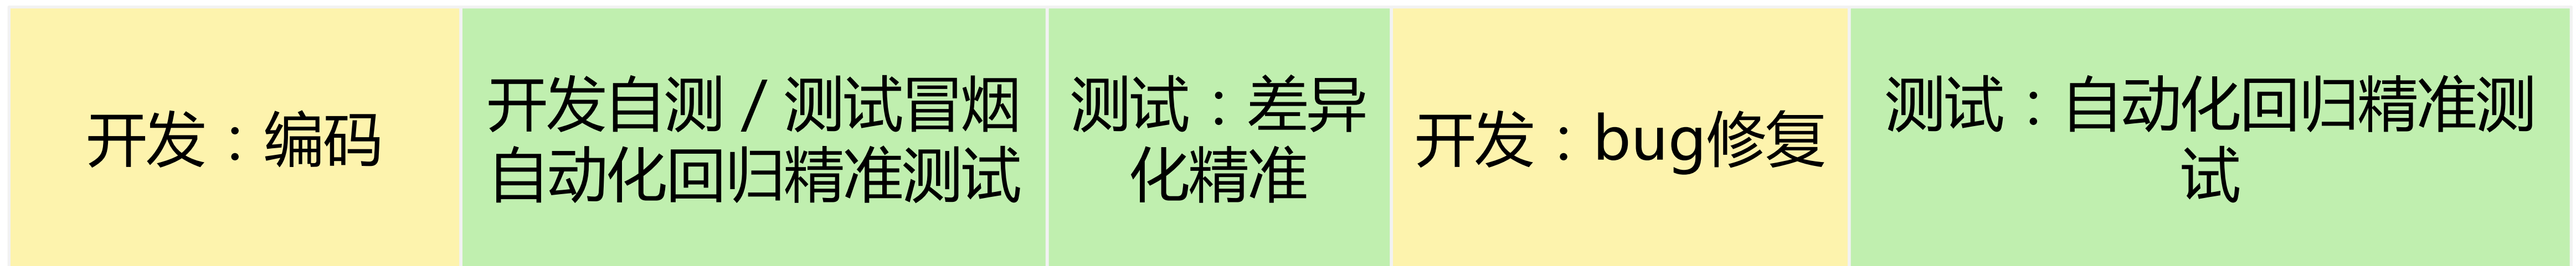 开发：编码
开发自测 / 测试冒烟
自动化回归精准测试
测试：差异
化精准
开发：bug修复
测试：自动化回归精准测
试